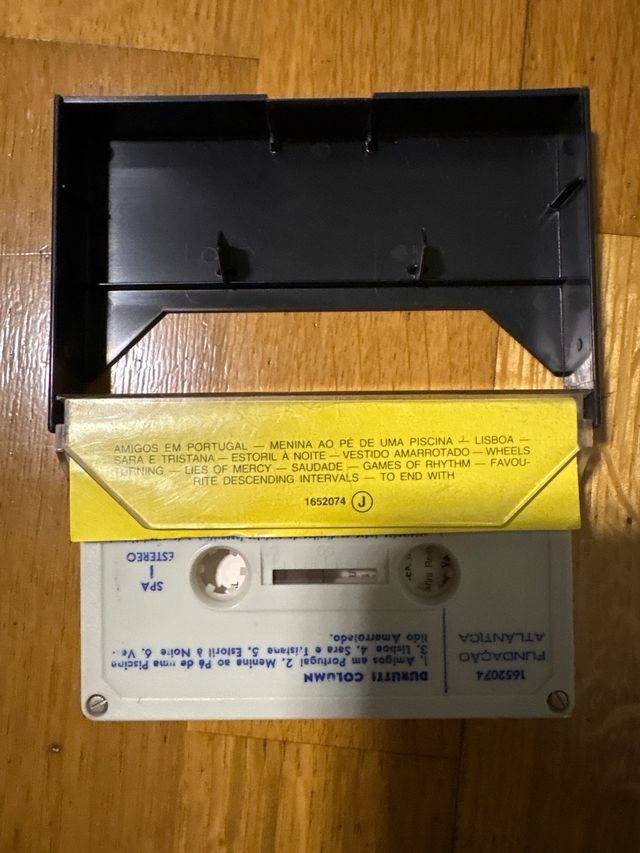 AMIGOS EM PORTUGAL — MENINA AO PÉ DE UMA PISCINA — LISBOA —
SARA E TRISTANA — ESTORIL À NOITE — VESTIDO AMARROTADO — WHEELS
TURNING — LIES OF MERCY — SAUDADE — GAMES OF RHYTHM — FAVOU-
RITE DESCENDING INTERVALS — TO END WITH
1652074 J
1652074
FUNDAÇÃO
ATLÂNTICA
DURUTTI COLUMN
1. Amigos em Portugal 2. Menina ao Pé de uma Piscina
3. Lisboa 4. Sara e Tristana 5. Estoril à Noite 6. Ve-
tido Amarrotado.
SPA
I
ESTEREO